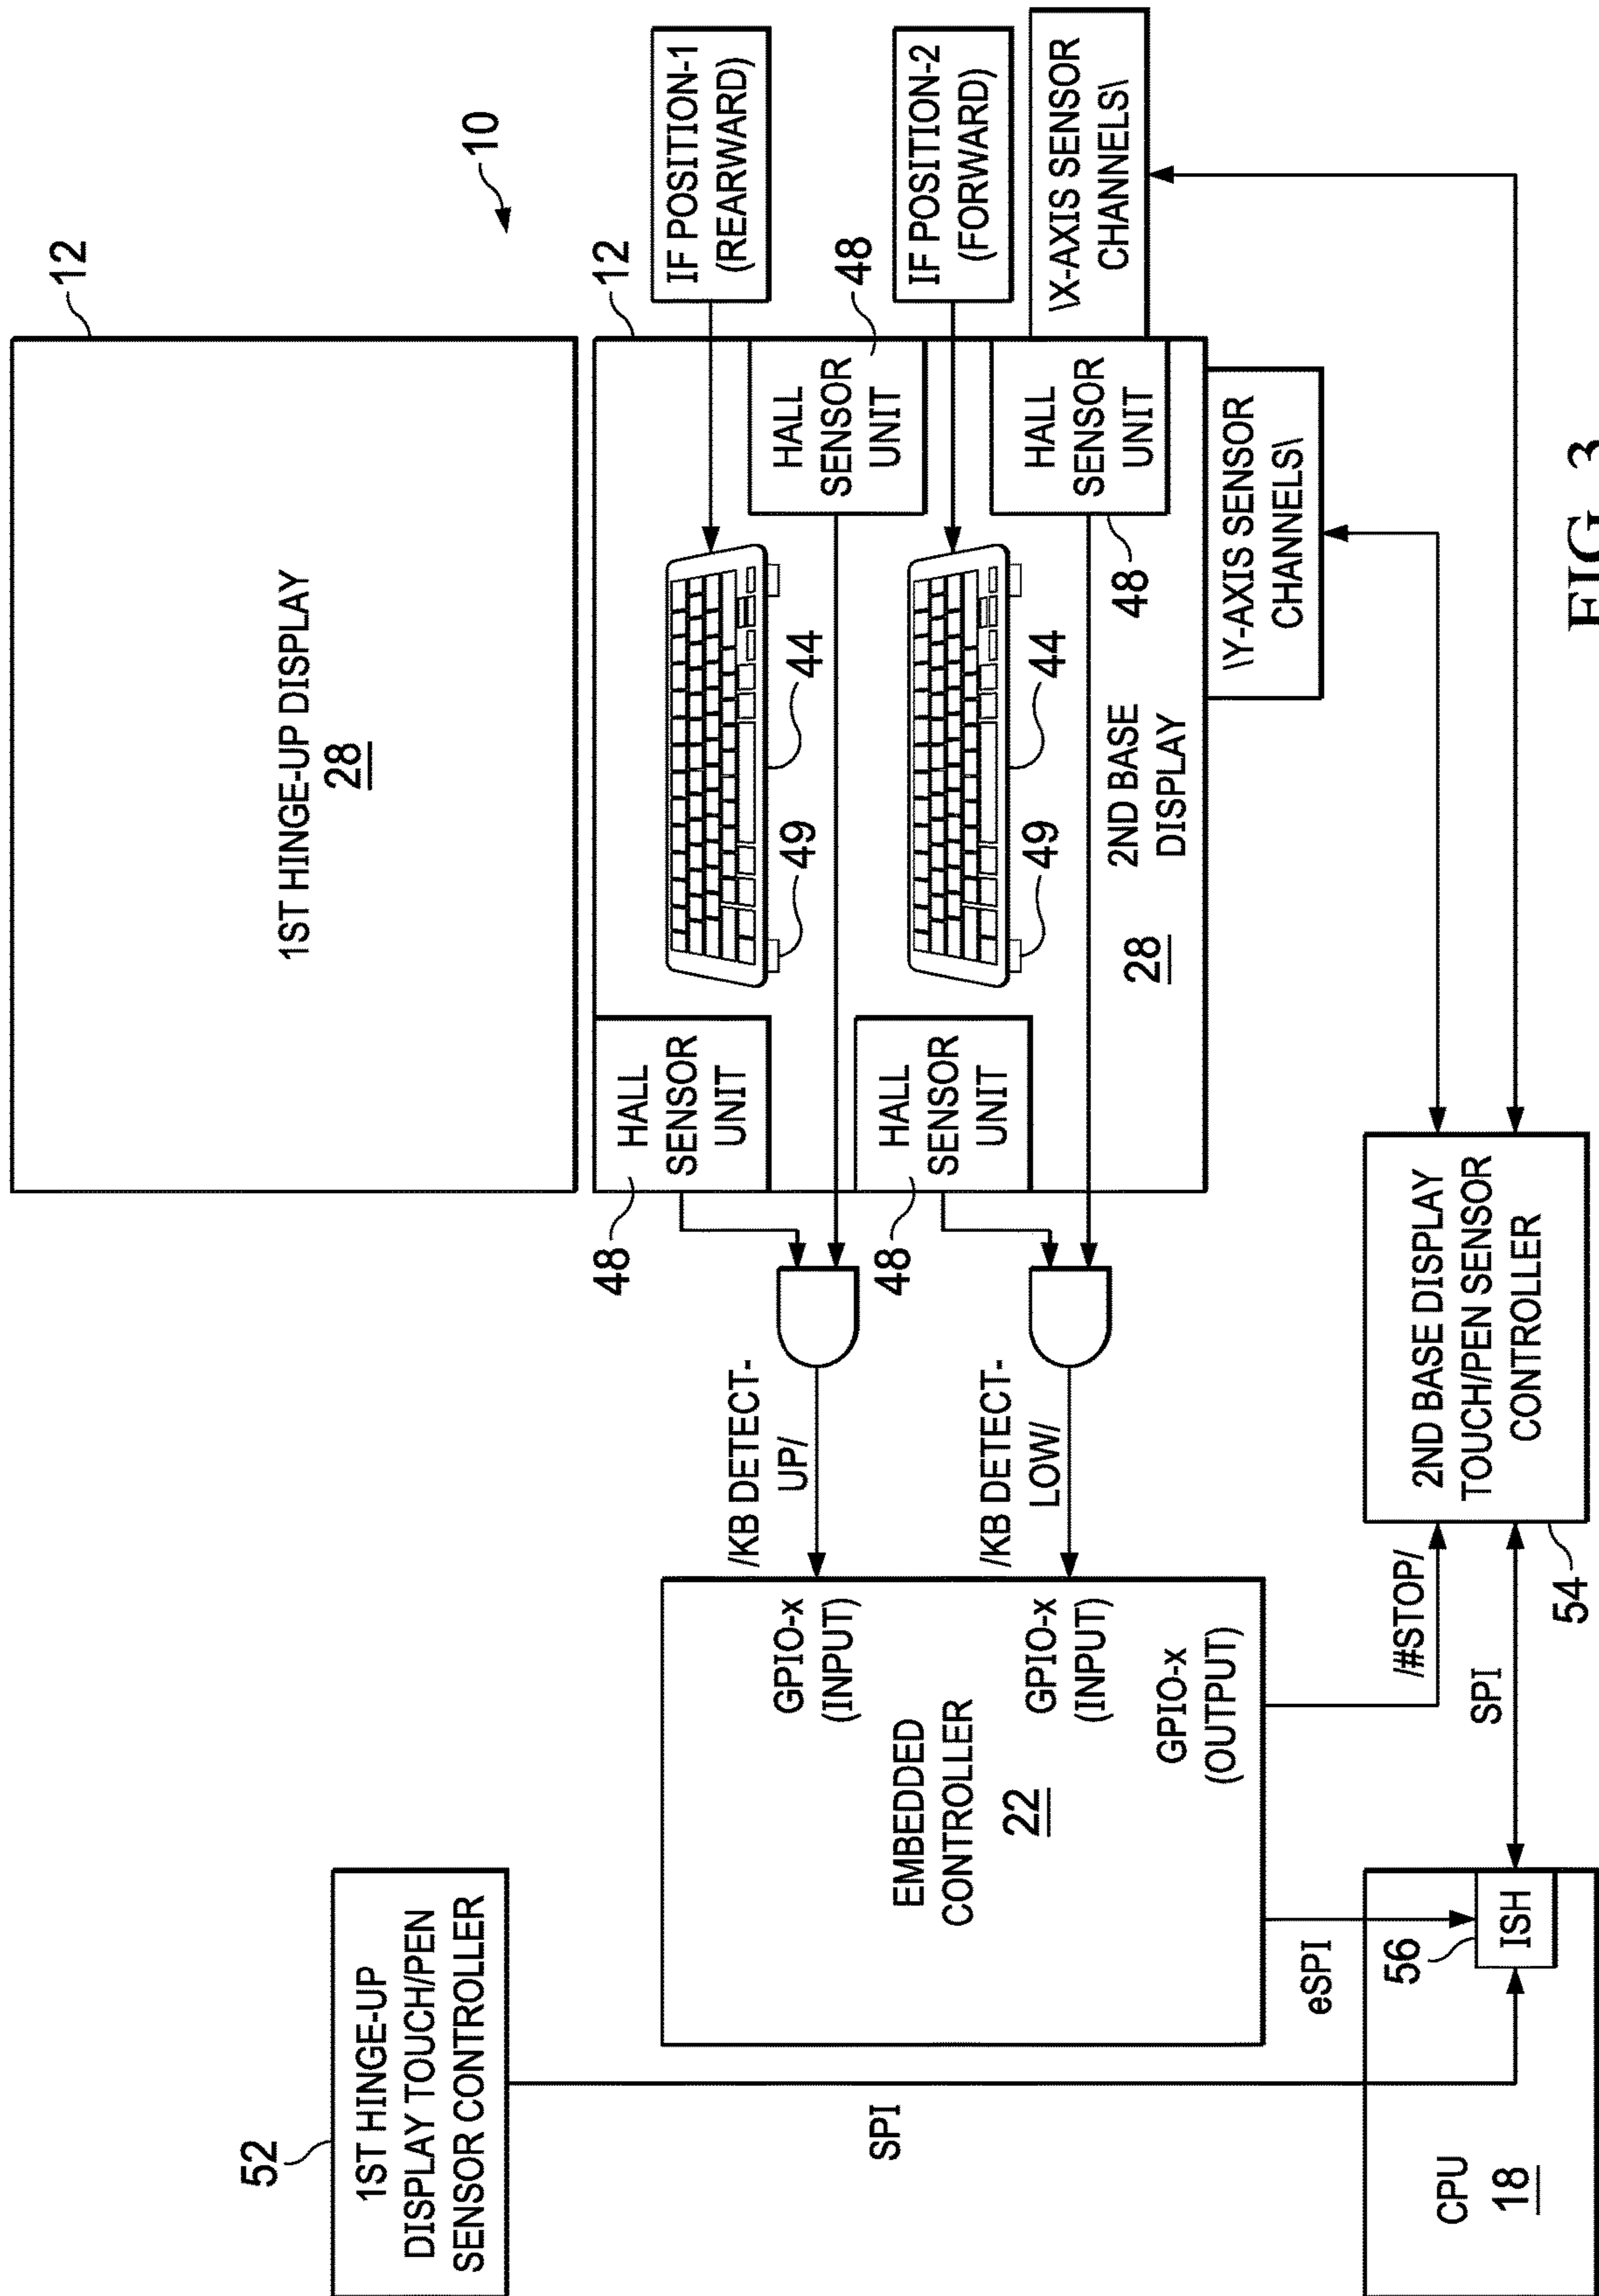 12
1ST HINGE-UP DISPLAY
28
10
12
IF POSITION-1
(REARWARD)
48
HALL
SENSOR
UNIT
HALL
SENSOR
UNIT
48
49
44
IF POSITION-2
(FORWARD)
48
HALL
SENSOR
UNIT
HALL
SENSOR
UNIT
48
49
44
2ND BASE
DISPLAY
28
\X-AXIS SENSOR
CHANNELS\
\Y-AXIS SENSOR
CHANNELS\
/KB DETECT-
UP/
/KB DETECT-
LOW/
52
1ST HINGE-UP
DISPLAY TOUCH/PEN
SENSOR CONTROLLER
GPIO-x
(INPUT)
EMBEDDED
CONTROLLER
22
GPIO-x
(INPUT)
GPIO-x
(OUTPUT)
SPI
eSPI
/#STOP/
SPI
2ND BASE DISPLAY
TOUCH/PEN SENSOR
CONTROLLER
54
56
ISH
CPU
18
FIG. 3